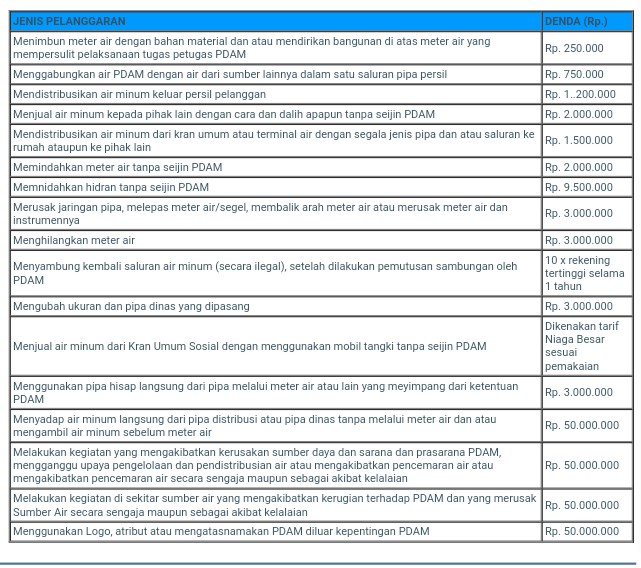 JENIS PELANGGARAN DENDA (Rp.)
Menimbun meter air dengan bahan material dan atau mendirikan bangunan di atas meter air yang
mempersulit pelaksanaan tugas petugas PDAM
Rp. 250.000
Menggabungkan air PDAM dengan air dari sumber lainnya dalam satu saluran pipa persil Rp. 750.000
Mendistribusikan air minum keluar persil pelanggan Rp. 1..200.000
Menjual air minum kepada pihak lain dengan cara dan dalih apapun tanpa seijin PDAM Rp. 2.000.000
Mendistribusikan air minum dari kran umum atau terminal air dengan segala jenis pipa dan atau saluran ke
rumah ataupun ke pihak lain
Rp. 1.500.000
Memindahkan meter air tanpa seijin PDAM Rp. 2.000.000
Memnidahkan hidran tanpa seijin PDAM Rp. 9.500.000
Merusak jaringan pipa, melepas meter air/segel, membalik arah meter air atau merusak meter air dan
instrumennya
Rp. 3.000.000
Menghilangkan meter air Rp. 3.000.000
Menyambung kembali saluran air minum (secara ilegal), setelah dilakukan pemutusan sambungan oleh
PDAM
10 x rekening
tertinggi selama
1 tahun
Mengubah ukuran dan pipa dinas yang dipasang Rp. 3.000.000
Menjual air minum dari Kran Umum Sosial dengan menggunakan mobil tangki tanpa seijin PDAM
Dikenakan tarif
Niaga Besar
sesuai
pemakaian
Menggunakan pipa hisap langsung dari pipa melalui meter air atau lain yang meyimpang dari ketentuan
PDAM
Rp. 3.000.000
Menyadap air minum langsung dari pipa distribusi atau pipa dinas tanpa melalui meter air dan atau
mengambil air minum sebelum meter air
Rp. 50.000.000
Melakukan kegiatan yang mengakibatkan kerusakan sumber daya dan sarana dan prasarana PDAM,
mengganggu upaya pengelolaan dan pendistribusian air atau mengakibatkan pencemaran air atau
mengakibatkan pencemaran air secara sengaja maupun sebagai akibat kelalaian
Rp. 50.000.000
Melakukan kegiatan di sekitar sumber air yang mengakibatkan kerugian terhadap PDAM dan yang merusak
Sumber Air secara sengaja maupun sebagai akibat kelalaian
Rp. 50.000.000
Menggunakan Logo, atribut atau mengatasnamakan PDAM diluar kepentingan PDAM Rp. 50.000.000